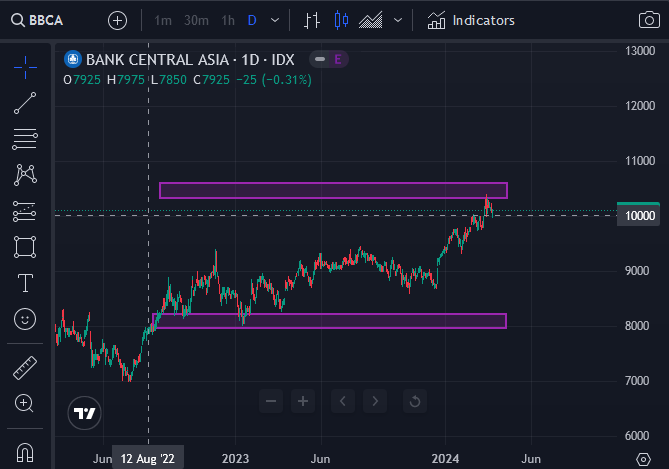 BBCA 1m 30m 1h D Indicators
BANK CENTRAL ASIA · 1D · IDX E
O7925 H7975 L7850 C7925 −25 (−0.31%)
13000
12000
11000
10000
9000
8000
7000
6000
Jun 12 Aug '22 2023 Jun 2024 Jun